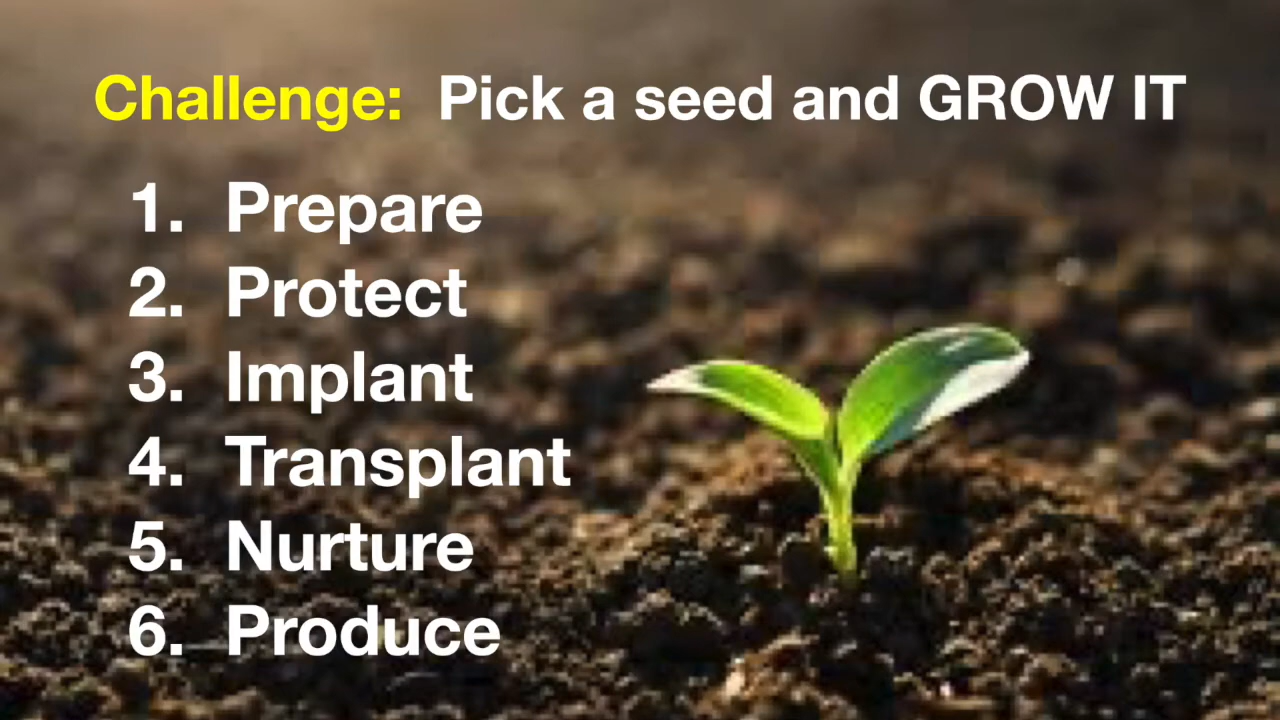 Challenge: Pick a seed and GROW IT
1. Prepare
2. Protect
3. Implant
4. Transplant
5. Nurture
6. Produce